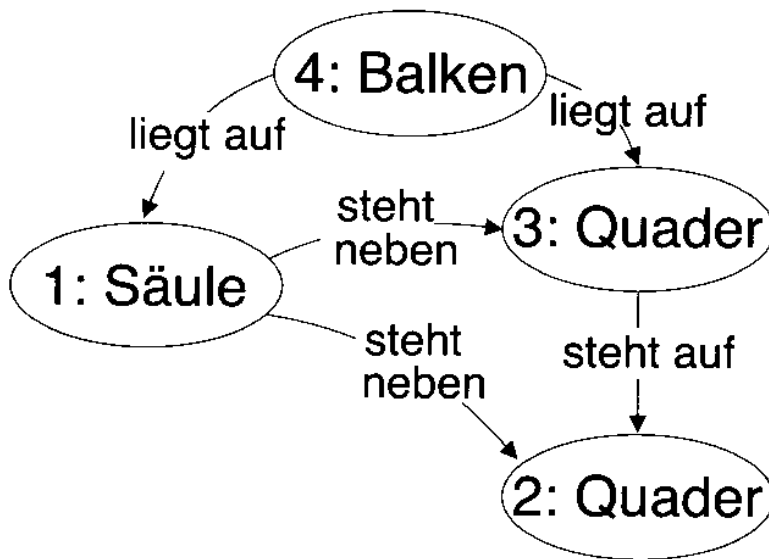 4: Balken
liegt auf
liegt auf
steht
neben
3: Quader
1: Säule
steht
neben
steht auf
2: Quader